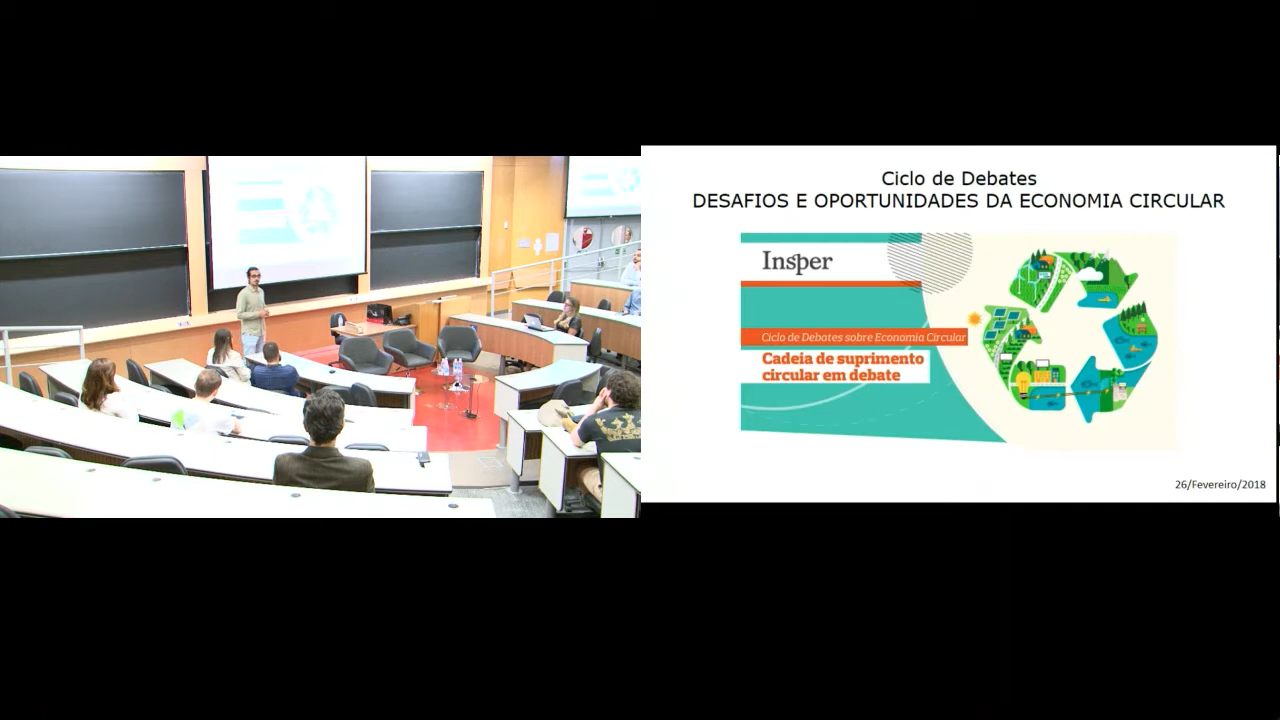 Ciclo de Debates
DESAFIOS E OPORTUNIDADES DA ECONOMIA CIRCULAR
Insper
Ciclo de Debates sobre Economia Circular
Cadeia de suprimento
circular em debate
26/Fevereiro/2018